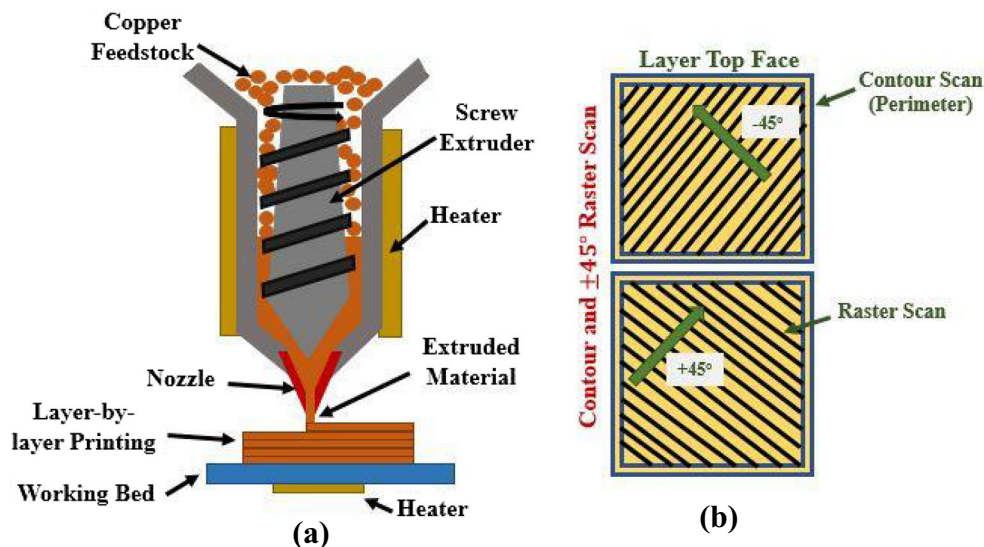 Copper
Feedstock
Screw
Extruder
Heater
Extruded
Material
Nozzle
Layer-by-
layer Printing
Working Bed
Heater
(a)
Layer Top Face
Contour Scan
(Perimeter)
-45°
Contour and ±45° Raster Scan
Raster Scan
+45°
(b)